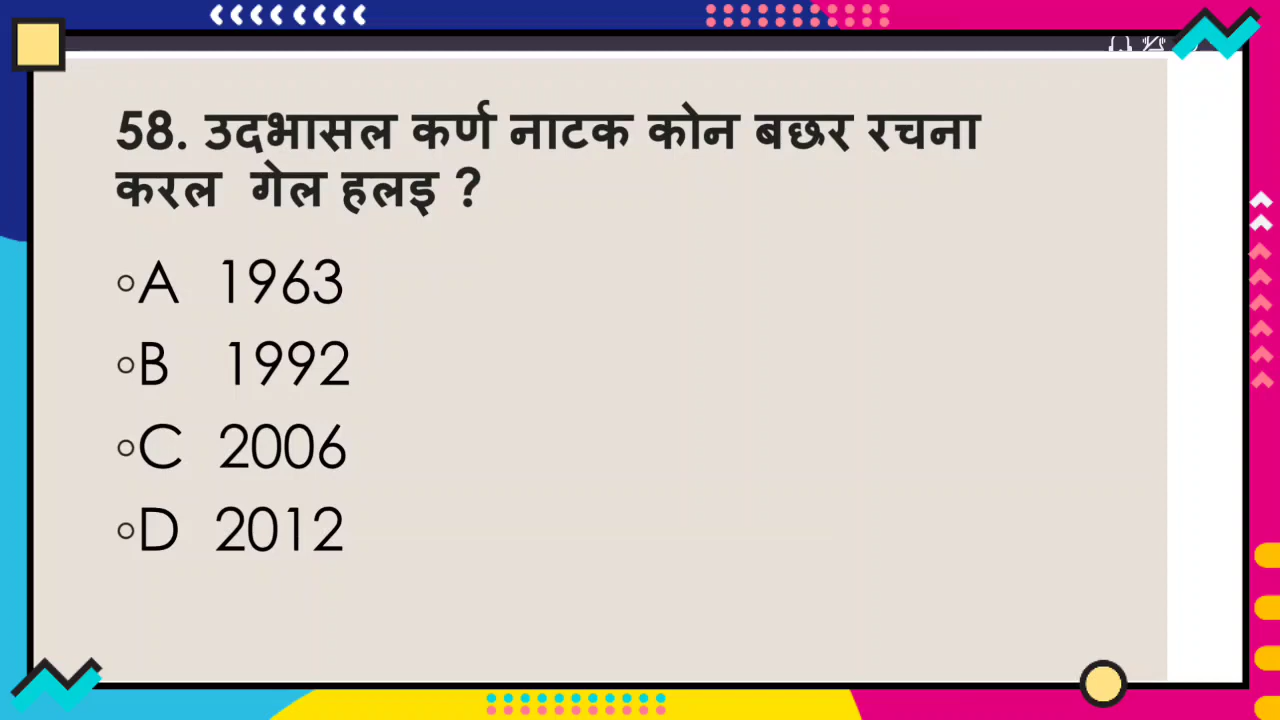 58. उदभासल कर्ण नाटक कोन बछर रचना
करल गेल हलइ ?
◦A 1963
◦B 1992
◦C 2006
◦D 2012